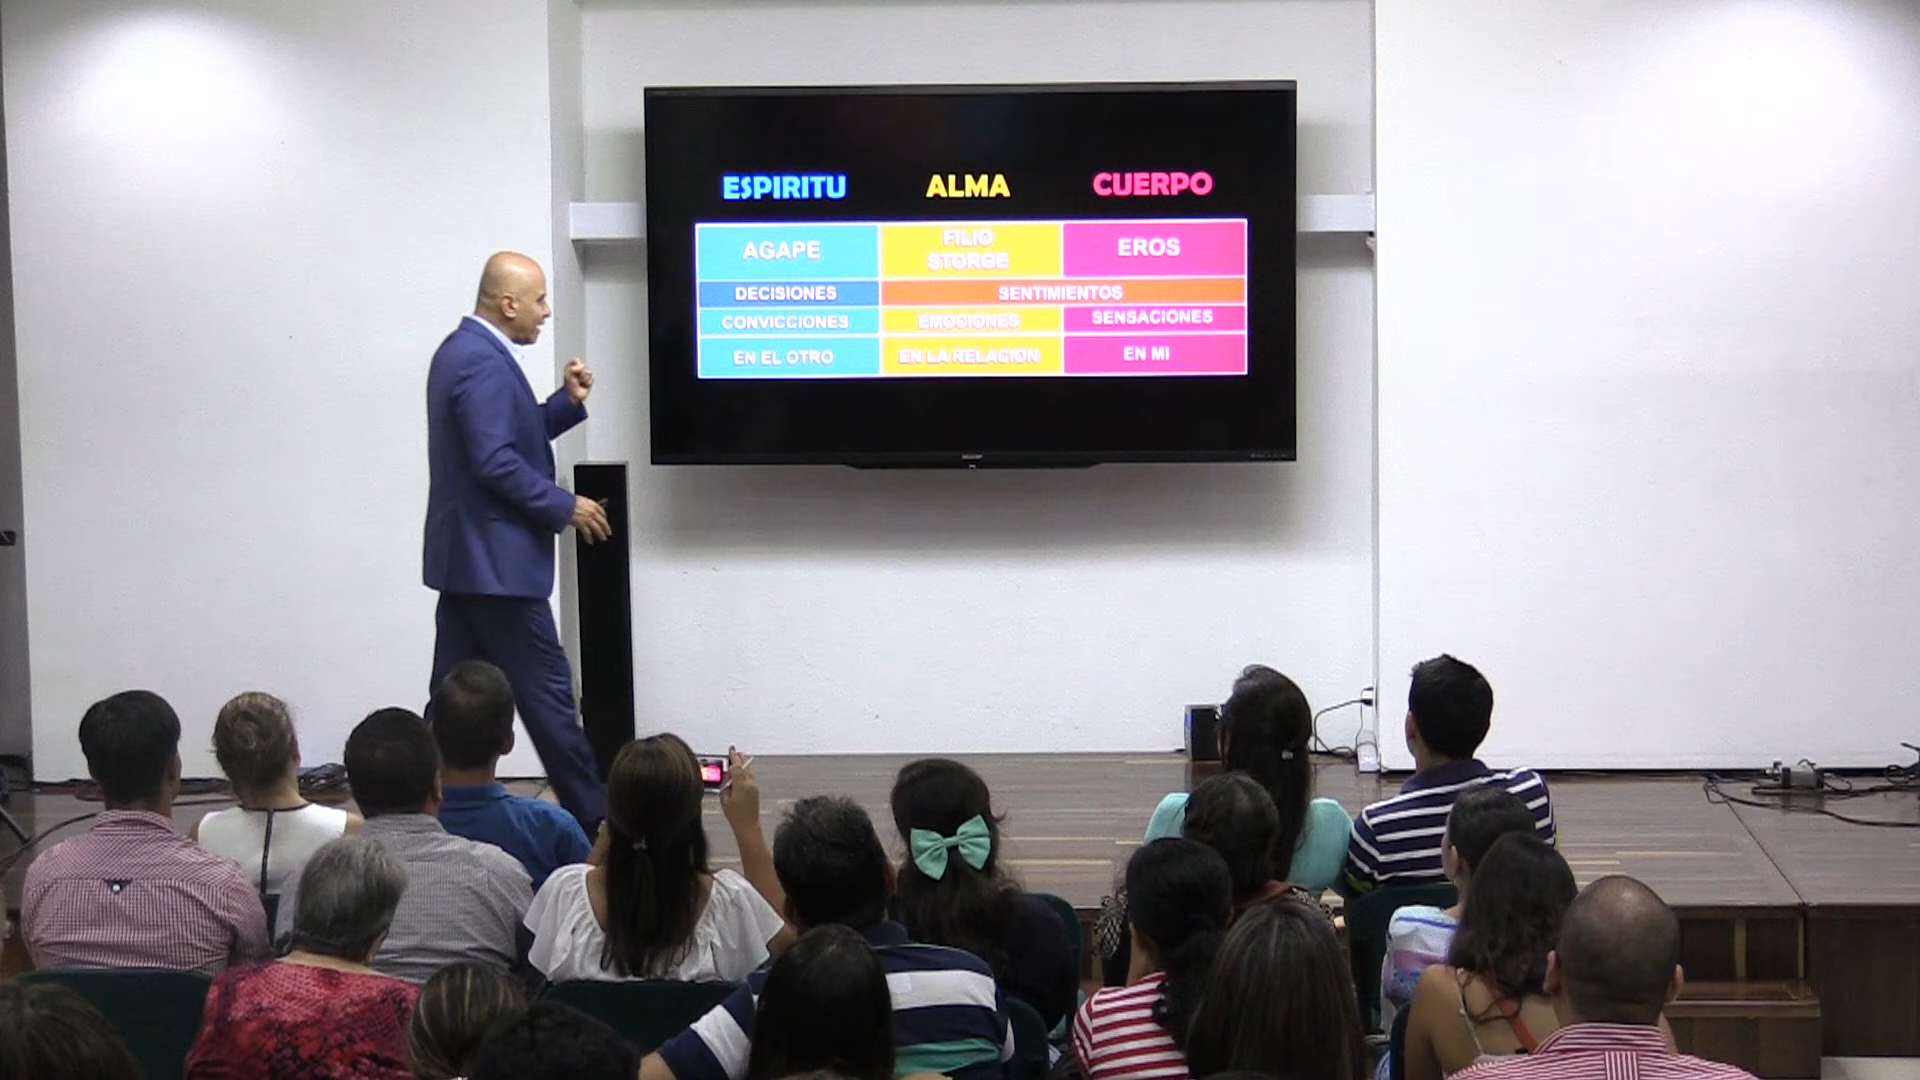 ESPIRITU ALMA CUERPO
AGAPE
FILIO
STORGE
EROS
DECISIONES SENTIMIENTOS
CONVICCIONES EMOCIONES SENSACIONES
EN EL OTRO EN LA RELACION EN MI